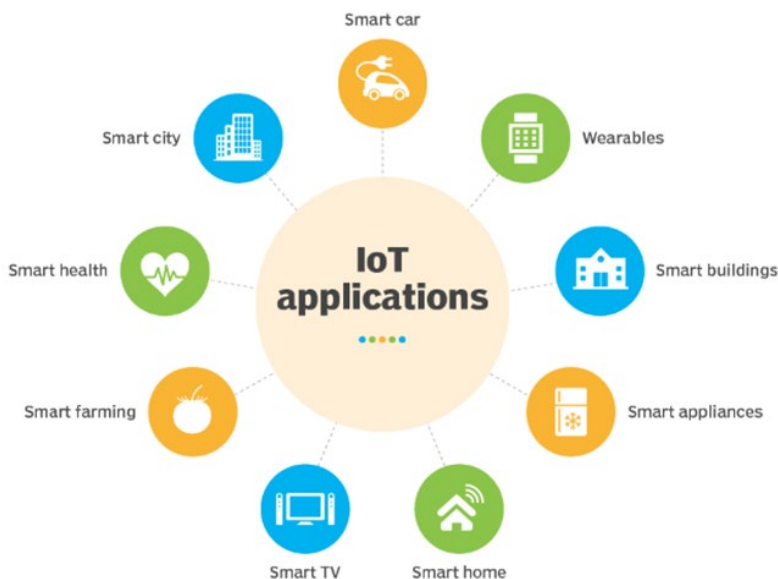 Smart car
Smart city
Wearables
Smart health
IoT
applications
Smart buildings
Smart farming
Smart appliances
Smart TV
Smart home